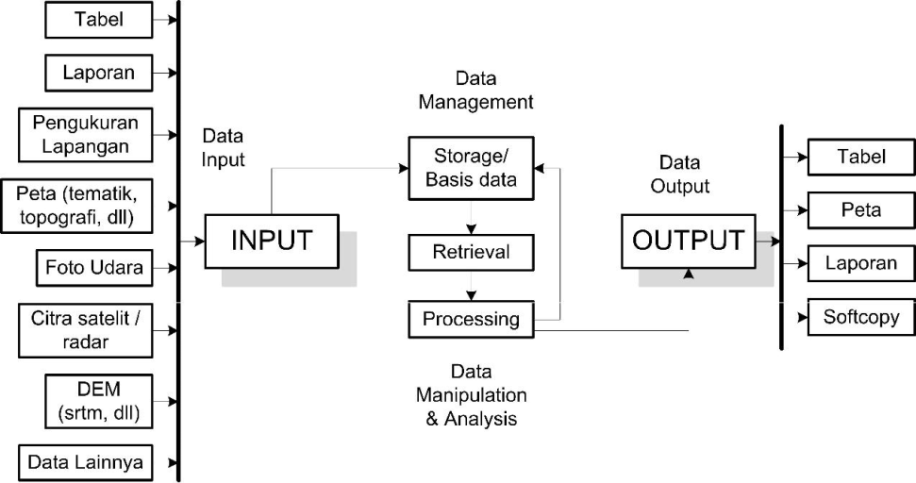 Tabel
Laporan
Pengukuran
Lapangan
Peta (tematik,
topografi, dll)
Foto Udara
Citra satelit /
radar
DEM
(srtm, dll)
Data Lainnya
Data
Input
INPUT
Data
Management
Storage/
Basis data
Retrieval
Processing
Data
Manipulation
& Analysis
Data
Output
OUTPUT
Tabel
Peta
Laporan
Softcopy